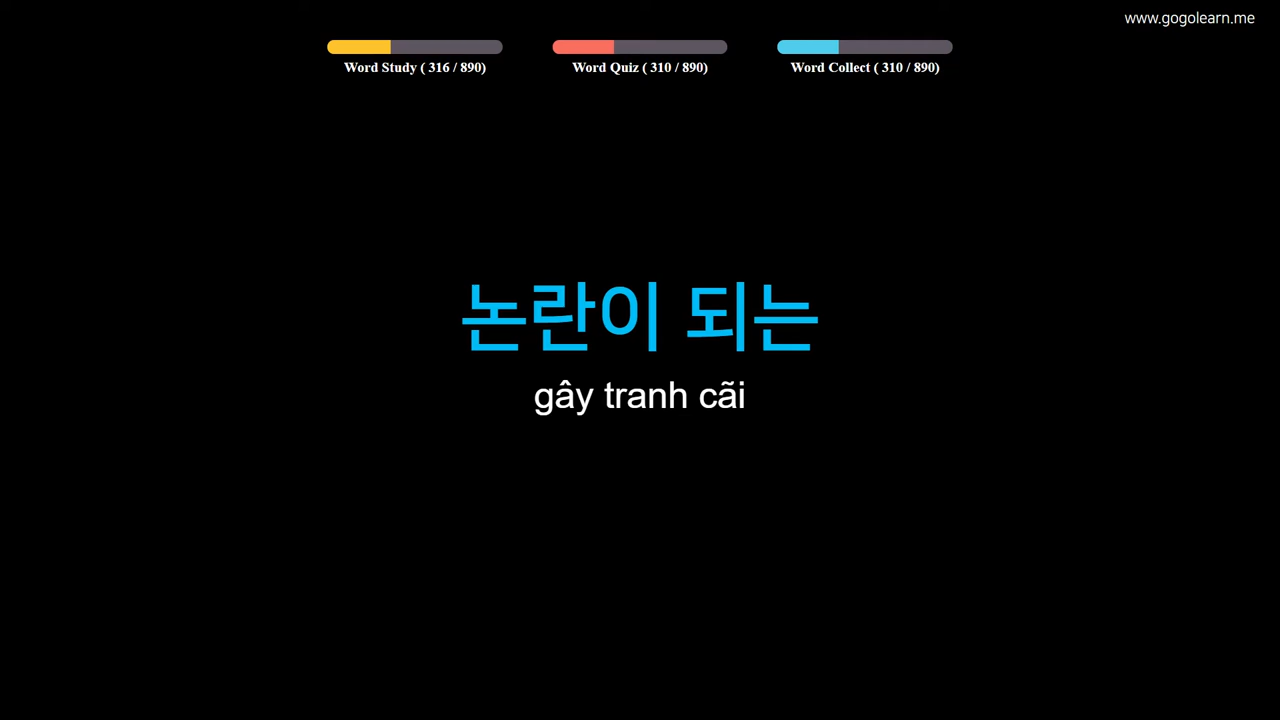 www.gogolearn.me
Word Study ( 316 / 890)
Word Quiz ( 310 / 890)
Word Collect ( 310 / 890)
논란이 되는
gây tranh cãi